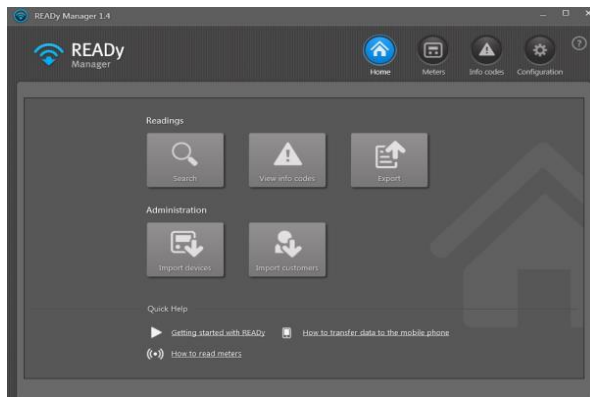 READy Manager 1.4
READy
Manager
Home
Meters
Info codes
Configuration
?
Readings
Search
View info codes
Export
Administration
Import devices
Import customers
Quick Help
Getting started with READy
How to transfer data to the mobile phone
How to read meters